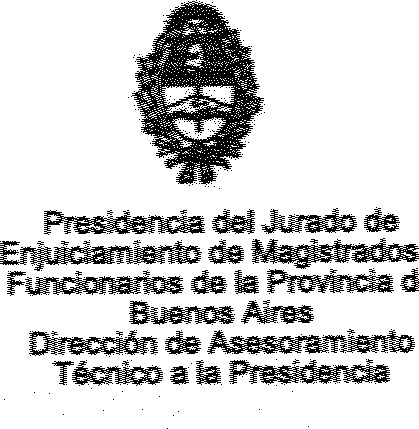 Presidencia del Jurado de
Enjuiciamiento de Magistrados
Funcionarios de la Provincia d
Buenos Aires
Dirección de Asesoramiento
Técnico a la Presidencia